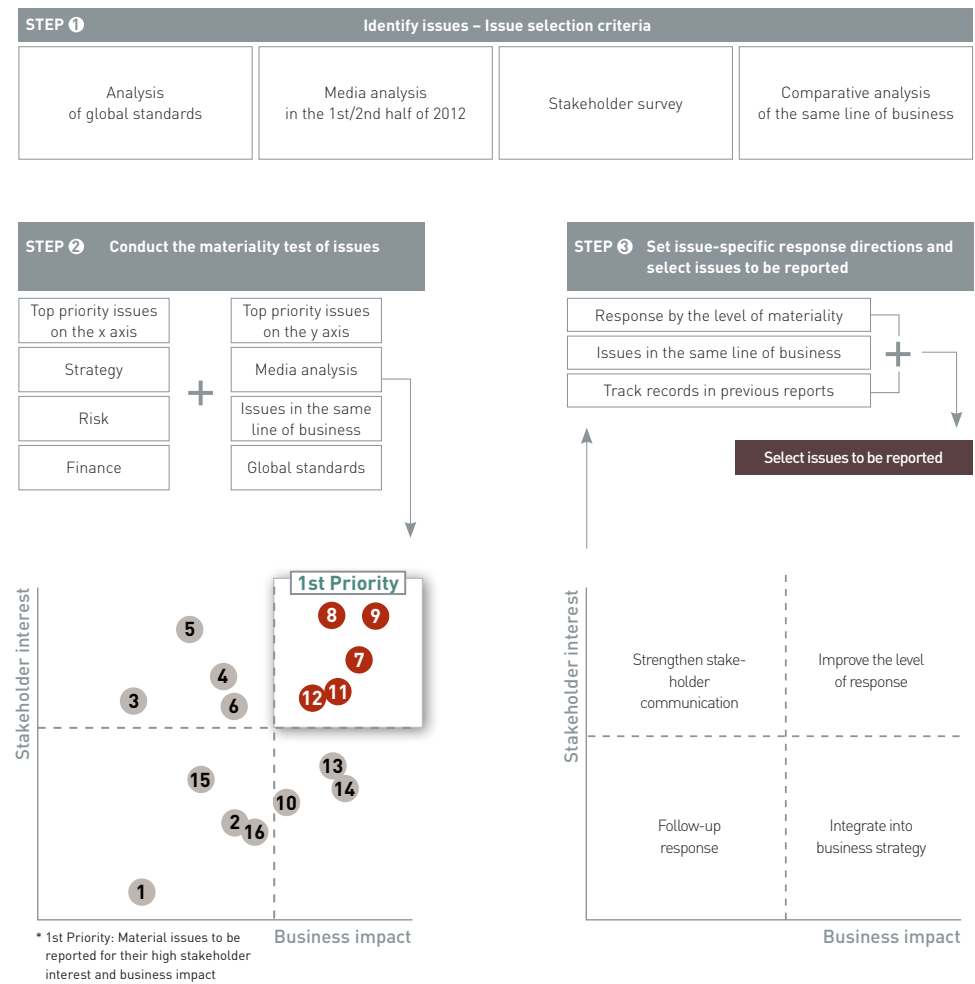 STEP ❶
Identify issues – Issue selection criteria
Analysis
of global standards
Media analysis
in the 1st/2nd half of 2012
Stakeholder survey
Comparative analysis
of the same line of business
STEP ❷
Conduct the materiality test of issues
Top priority issues
on the x axis
Strategy
Risk
Finance
+
Top priority issues
on the y axis
Media analysis
Issues in the same
line of business
Global standards
STEP ❸
Set issue-specific response directions and
select issues to be reported
Response by the level of materiality
Issues in the same line of business
Track records in previous reports
+
Select issues to be reported
Stakeholder interest
1st Priority
8
9
5
7
4
11
12
3
6
13
15
14
10
2
16
1
Business impact
* 1st Priority: Material issues to be
reported for their high stakeholder
interest and business impact
Stakeholder interest
Strengthen stake-
holder
communication
Improve the level
of response
Follow-up
response
Integrate into
business strategy
Business impact